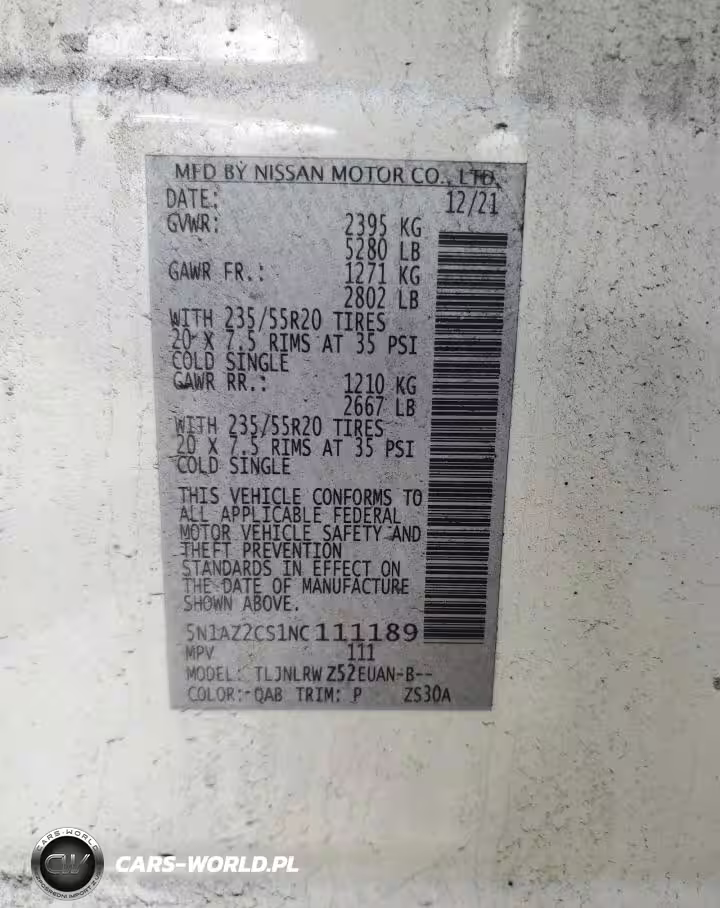 MFD BY NISSAN MOTOR CO., LTD.
DATE: 12/21
GVWR: 2395 KG
5280 LB
GAWR FR.: 1271 KG
2802 LB
WITH 235/55R20 TIRES
20 X 7.5 RIMS AT 35 PSI
COLD SINGLE
GAWR RR.: 1210 KG
2667 LB
WITH 235/55R20 TIRES
20 X 7.5 RIMS AT 35 PSI
COLD SINGLE
THIS VEHICLE CONFORMS TO
ALL APPLICABLE FEDERAL
MOTOR VEHICLE SAFETY AND
THEFT PREVENTION
STANDARDS IN EFFECT ON
THE DATE OF MANUFACTURE
SHOWN ABOVE.
5N1AZ2CS1NC111189
MPV 111
MODEL: TLJNLRW Z52EUAN-B--
COLOR: QAB TRIM: P ZS30A
CARS-WORLD
CW
CARS-WORLD.PL